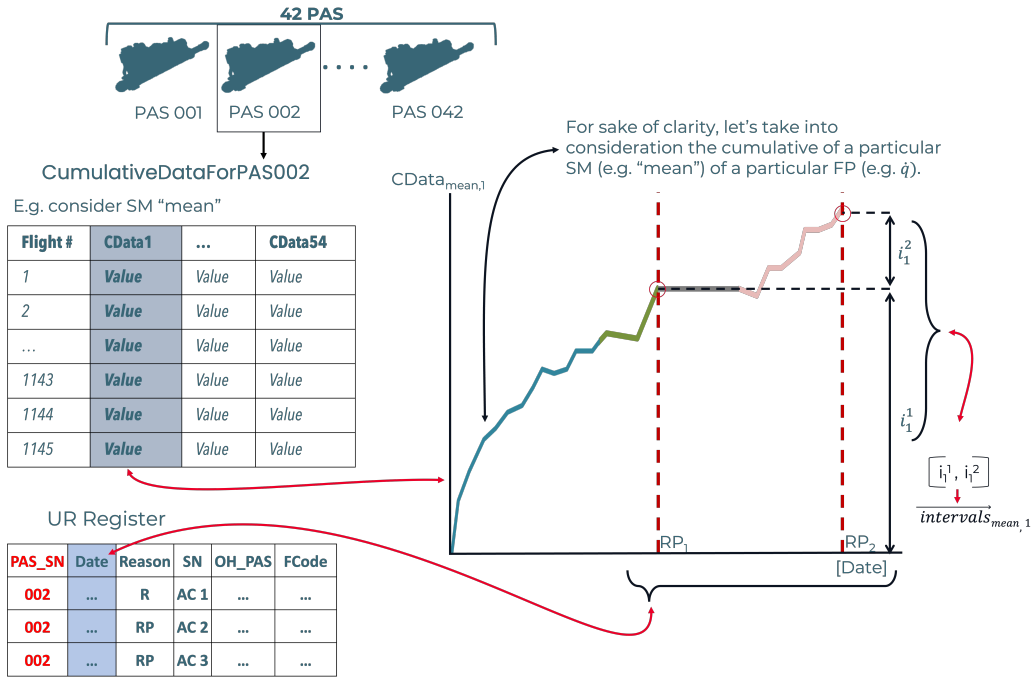 42 PAS
PAS 001
PAS 002
PAS 042
CumulativeDataForPAS002
E.g. consider SM “mean”
Flight # CData1 ... CData54
1 Value Value Value
2 Value Value Value
... Value Value Value
1143 Value Value Value
1144 Value Value Value
1145 Value Value Value
For sake of clarity, let’s take into
consideration the cumulative of a particular
SM (e.g. “mean”) of a particular FP (e.g. q̇).
CData_mean,1
i₁²
i₁¹
[i₁¹, i₁²]
intervals_mean,1
RP₁
RP₂
[Date]
UR Register
PAS_SN Date Reason SN OH_PAS FCode
002 ... R AC 1 ... ...
002 ... RP AC 2 ... ...
002 ... RP AC 3 ... ...